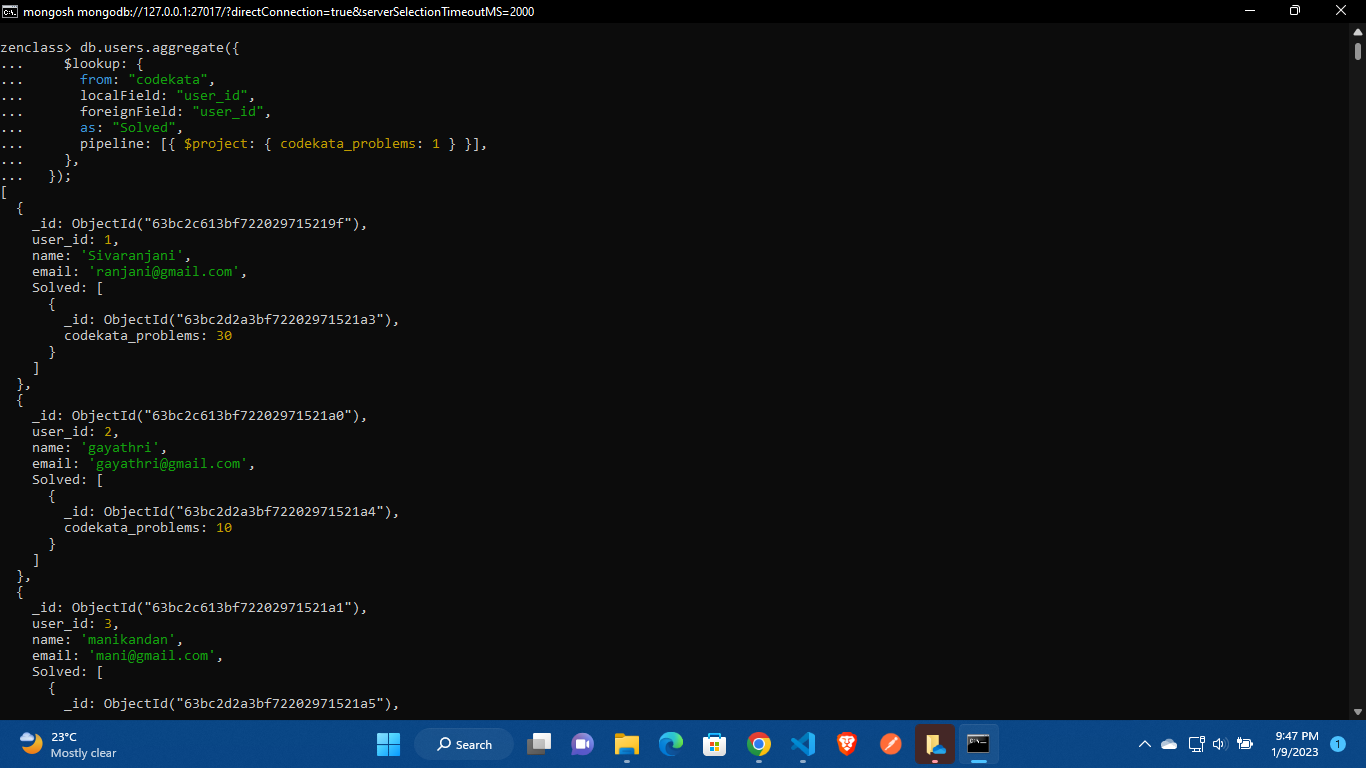 mongosh mongodb://127.0.0.1:27017/?directConnection=true&serverSelectionTimeoutMS=2000
zenclass> db.users.aggregate({
...     $lookup: {
...       from: "codekata",
...       localField: "user_id",
...       foreignField: "user_id",
...       as: "Solved",
...       pipeline: [{ $project: { codekata_problems: 1 } }],
...     },
...   });
[
  {
    _id: ObjectId("63bc2c613bf722029715219f"),
    user_id: 1,
    name: 'Sivaranjani',
    email: 'ranjani@gmail.com',
    Solved: [
      {
        _id: ObjectId("63bc2d2a3bf72202971521a3"),
        codekata_problems: 30
      }
    ]
  },
  {
    _id: ObjectId("63bc2c613bf72202971521a0"),
    user_id: 2,
    name: 'gayathri',
    email: 'gayathri@gmail.com',
    Solved: [
      {
        _id: ObjectId("63bc2d2a3bf72202971521a4"),
        codekata_problems: 10
      }
    ]
  },
  {
    _id: ObjectId("63bc2c613bf72202971521a1"),
    user_id: 3,
    name: 'manikandan',
    email: 'mani@gmail.com',
    Solved: [
      {
        _id: ObjectId("63bc2d2a3bf72202971521a5"),
23°C
Mostly clear
Search
9:47 PM
1/9/2023
1